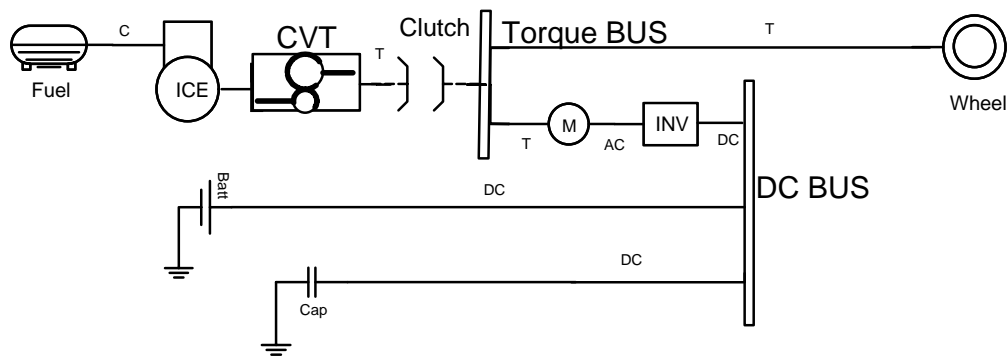 C
Fuel
ICE
CVT
T
Clutch
Torque BUS
T
Wheel
T
M
AC
INV
DC
DC BUS
Batt
DC
DC
Cap